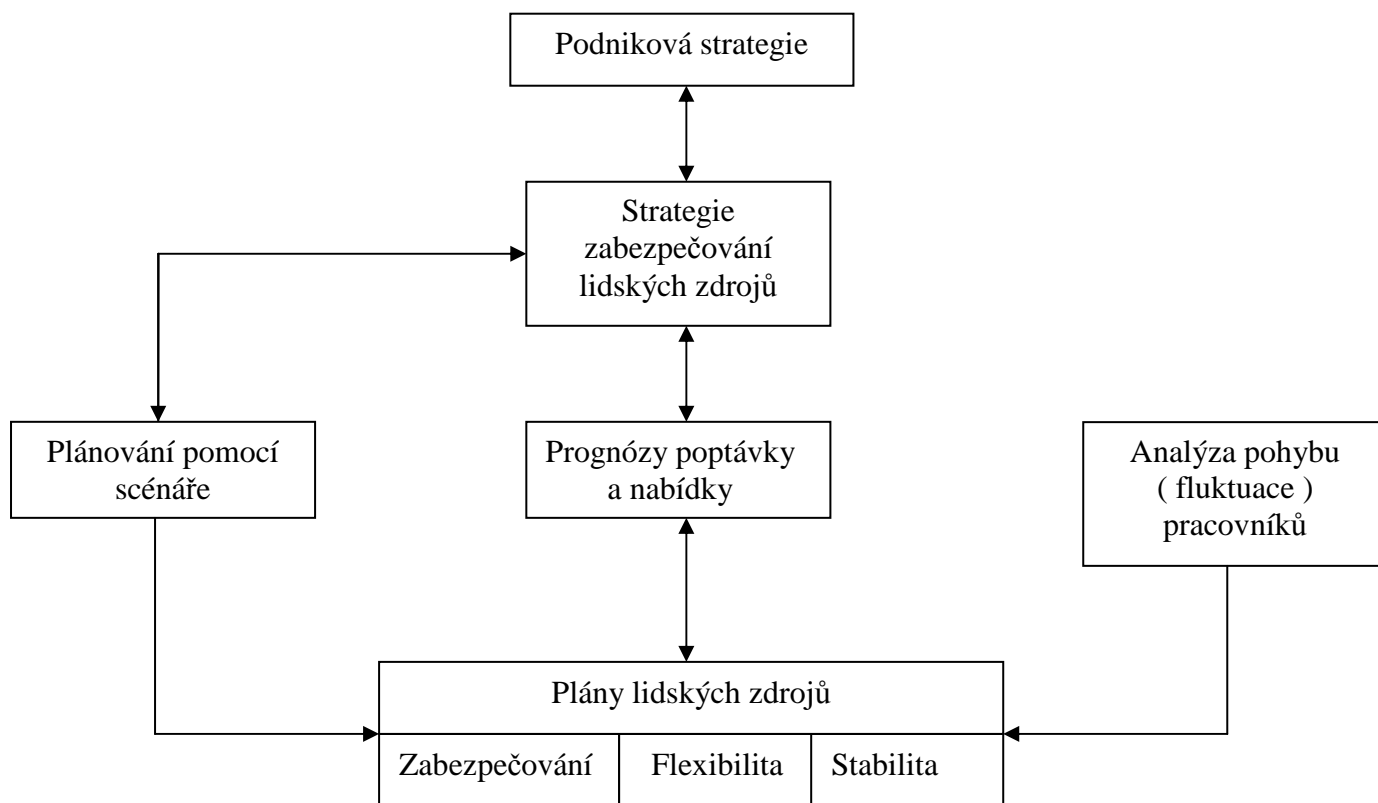 Podniková strategie
Strategie
zabezpečování
lidských zdrojů
Plánování pomocí
scénáře
Prognózy poptávky
a nabídky
Analýza pohybu
( fluktuace )
pracovníků
Plány lidských zdrojů
Zabezpečování
Flexibilita
Stabilita